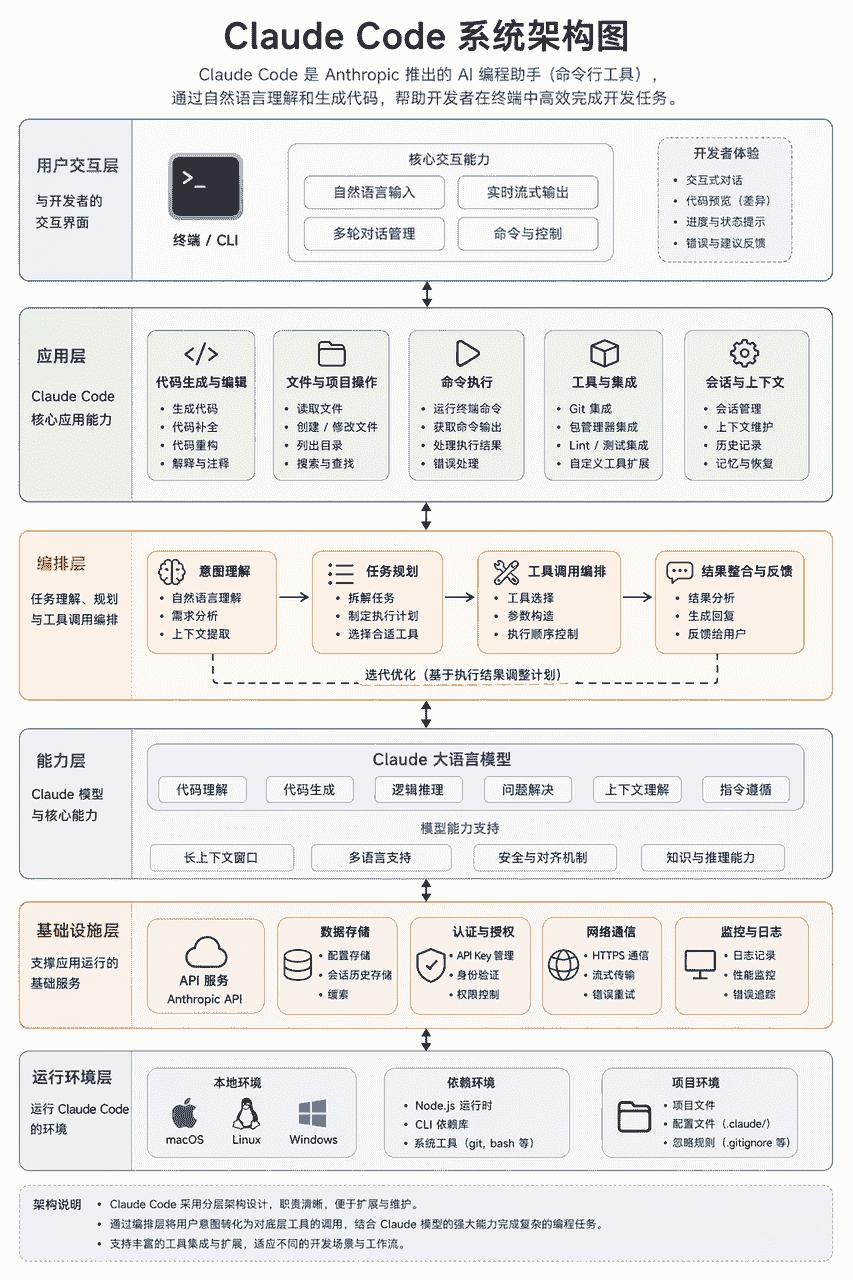 Claude Code 系统架构图
Claude Code 是 Anthropic 推出的 AI 编程助手（命令行工具），
通过自然语言理解和生成代码，帮助开发者在终端中高效完成开发任务。
用户交互层
与开发者的
交互界面
>_
终端 / CLI
核心交互能力
自然语言输入
实时流式输出
多轮对话管理
命令与控制
开发者体验
• 交互式对话
• 代码预览（差异）
• 进度与状态提示
• 错误与建议反馈
应用层
Claude Code
核心应用能力
</>
代码生成与编辑
• 生成代码
• 代码补全
• 代码重构
• 解释与注释
文件与项目操作
• 读取文件
• 创建 / 修改文件
• 列出目录
• 搜索与查找
命令执行
• 运行终端命令
• 获取命令输出
• 处理执行结果
• 错误处理
工具与集成
• Git 集成
• 包管理器集成
• Lint / 测试集成
• 自定义工具扩展
会话与上下文
• 会话管理
• 上下文维护
• 历史记录
• 记忆与恢复
编排层
任务理解、规划
与工具调用编排
意图理解
• 自然语言理解
• 需求分析
• 上下文提取
任务规划
• 拆解任务
• 制定执行计划
• 选择合适工具
工具调用编排
• 工具选择
• 参数构造
• 执行顺序控制
结果整合与反馈
• 结果分析
• 生成回复
• 反馈给用户
迭代优化（基于执行结果调整计划）
能力层
Claude 模型
与核心能力
Claude 大语言模型
代码理解
代码生成
逻辑推理
问题解决
上下文理解
指令遵循
模型能力支持
长上下文窗口
多语言支持
安全与对齐机制
知识与推理能力
基础设施层
支撑应用运行的
基础服务
API 服务
Anthropic API
数据存储
• 配置存储
• 会话历史存储
• 缓索
认证与授权
• API Key 管理
• 身份验证
• 权限控制
网络通信
• HTTPS 通信
• 流式传输
• 错误重试
监控与日志
• 日志记录
• 性能监控
• 错误追踪
运行环境层
运行 Claude Code
的环境
本地环境
macOS
Linux
Windows
依赖环境
• Node.js 运行时
• CLI 依赖库
• 系统工具（git, bash 等）
项目环境
• 项目文件
• 配置文件（.claude/）
• 忽略规则（.gitignore 等）
架构说明
• Claude Code 采用分层架构设计，职责清晰，便于扩展与维护。
• 通过编排层将用户意图转化为对底层工具的调用，结合 Claude 模型的强大能力完成复杂的编程任务。
• 支持丰富的工具集成与扩展，适应不同的开发场景与工作流。